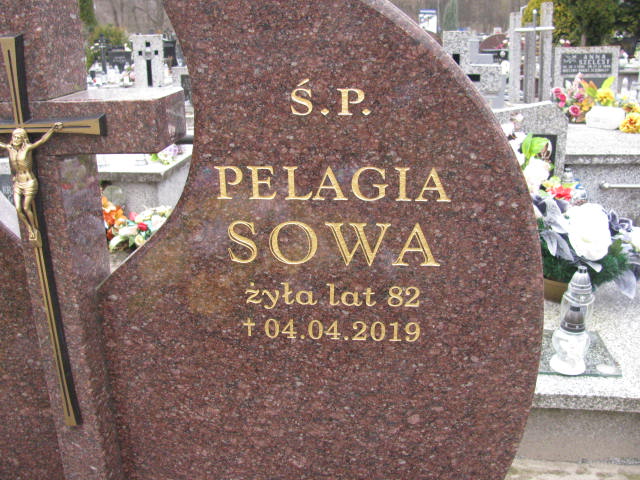 Ś.P.
PELAGIA
SOWA
żyła lat 82
† 04.04.2019